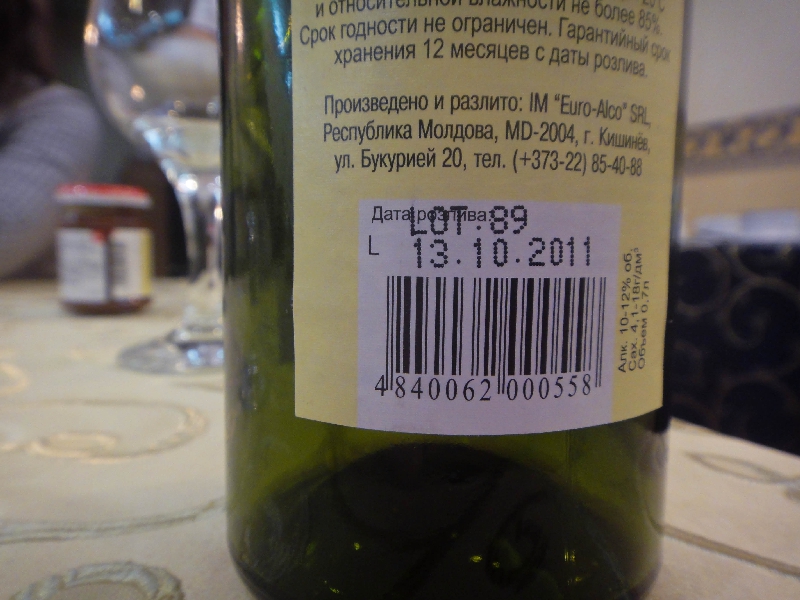 и относительной влажности не более 85%.
Срок годности не ограничен. Гарантийный срок
хранения 12 месяцев с даты розлива.
Произведено и разлито: IM "Euro-Alco" SRL,
Республика Молдова, MD-2004, г. Кишинёв,
ул. Букурией 20, тел. (+373-22) 85-40-88
Дата розлива:
LOT:89
L 13.10.2011
4 840062 000558
Алк. 10-12% об.
Сах. 4,1-18г/дм³
Объем 0,7л